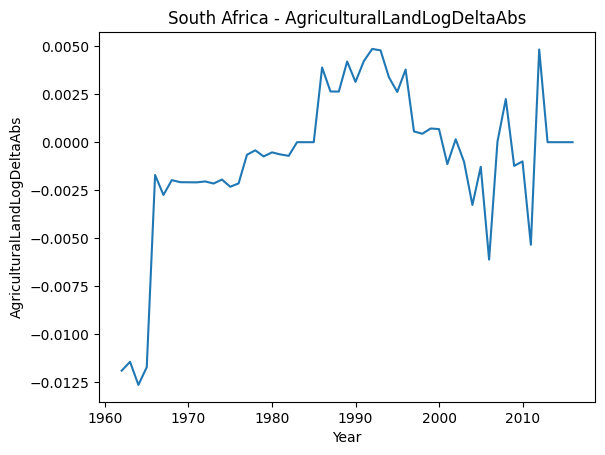 South Africa - AgriculturalLandLogDeltaAbs
AgriculturalLandLogDeltaAbs
0.0050
0.0025
0.0000
−0.0025
−0.0050
−0.0075
−0.0100
−0.0125
1960 1970 1980 1990 2000 2010
Year